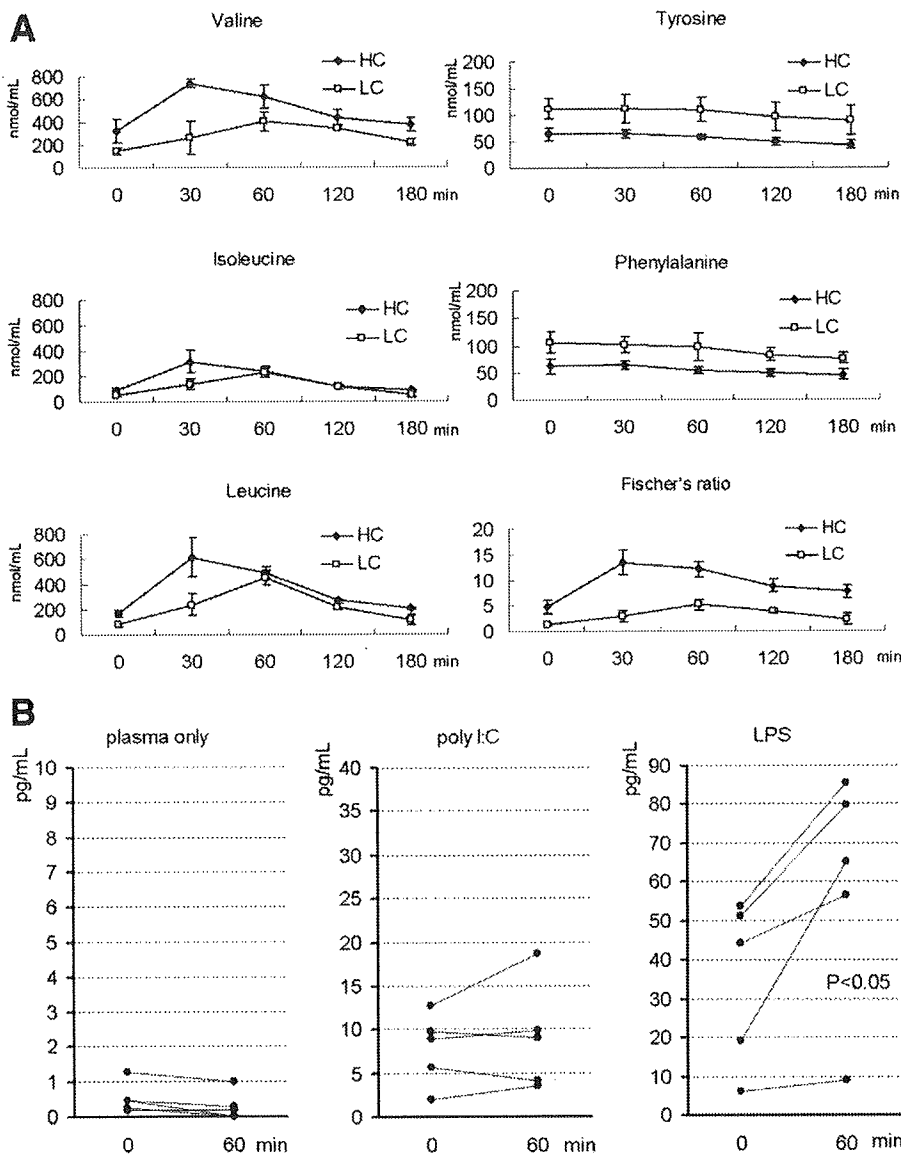 A
Valine
nmol/mL
800
600
400
200
0
HC
LC
0 30 60 120 180 min
Tyrosine
nmol/mL
200
150
100
50
0
HC
LC
0 30 60 120 180 min
Isoleucine
nmol/mL
800
600
400
200
0
HC
LC
0 30 60 120 180 min
Phenylalanine
nmol/mL
200
150
100
50
0
HC
LC
0 30 60 120 180 min
Leucine
nmol/mL
800
600
400
200
0
HC
LC
0 30 60 120 180 min
Fischer's ratio
20
15
10
5
0
HC
LC
0 30 60 120 180 min
B
plasma only
pg/mL
10
9
8
7
6
5
4
3
2
1
0
0 60 min
poly I:C
pg/mL
40
35
30
25
20
15
10
5
0
0 60 min
LPS
pg/mL
90
80
70
60
50
40
30
20
10
0
P<0.05
0 60 min